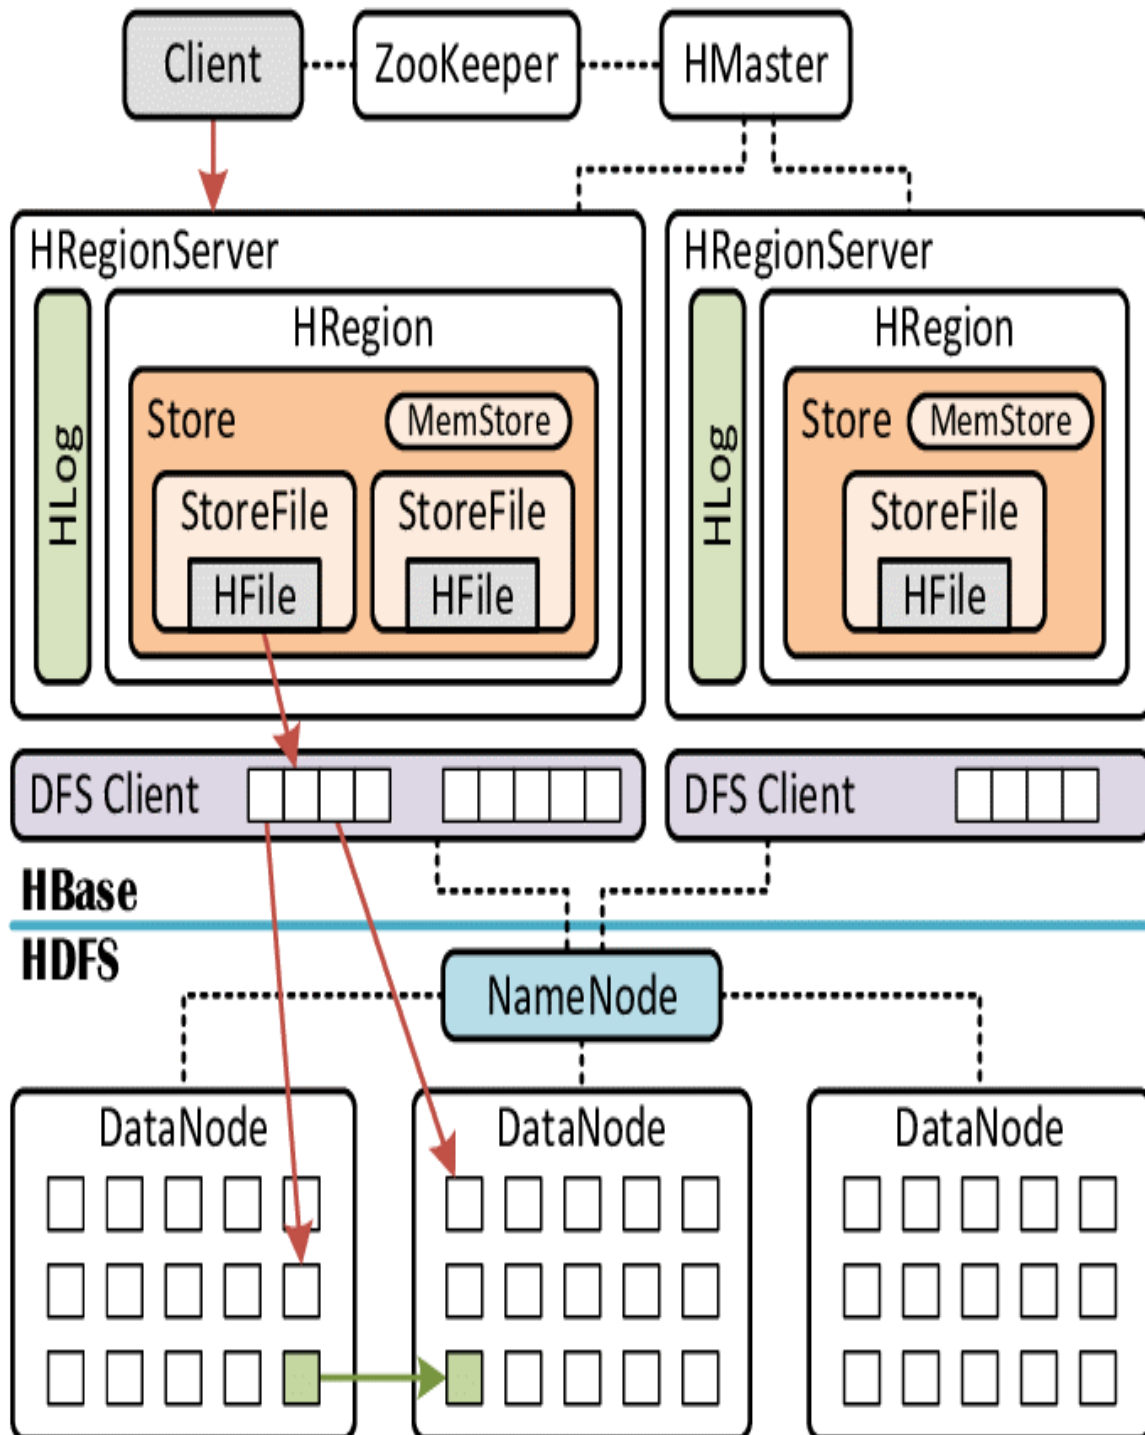 Client
ZooKeeper
HMaster
HRegionServer
HLog
HRegion
Store
MemStore
StoreFile
HFile
StoreFile
HFile
HRegionServer
HLog
HRegion
Store
MemStore
StoreFile
HFile
DFS Client
DFS Client
HBase
HDFS
NameNode
DataNode
DataNode
DataNode